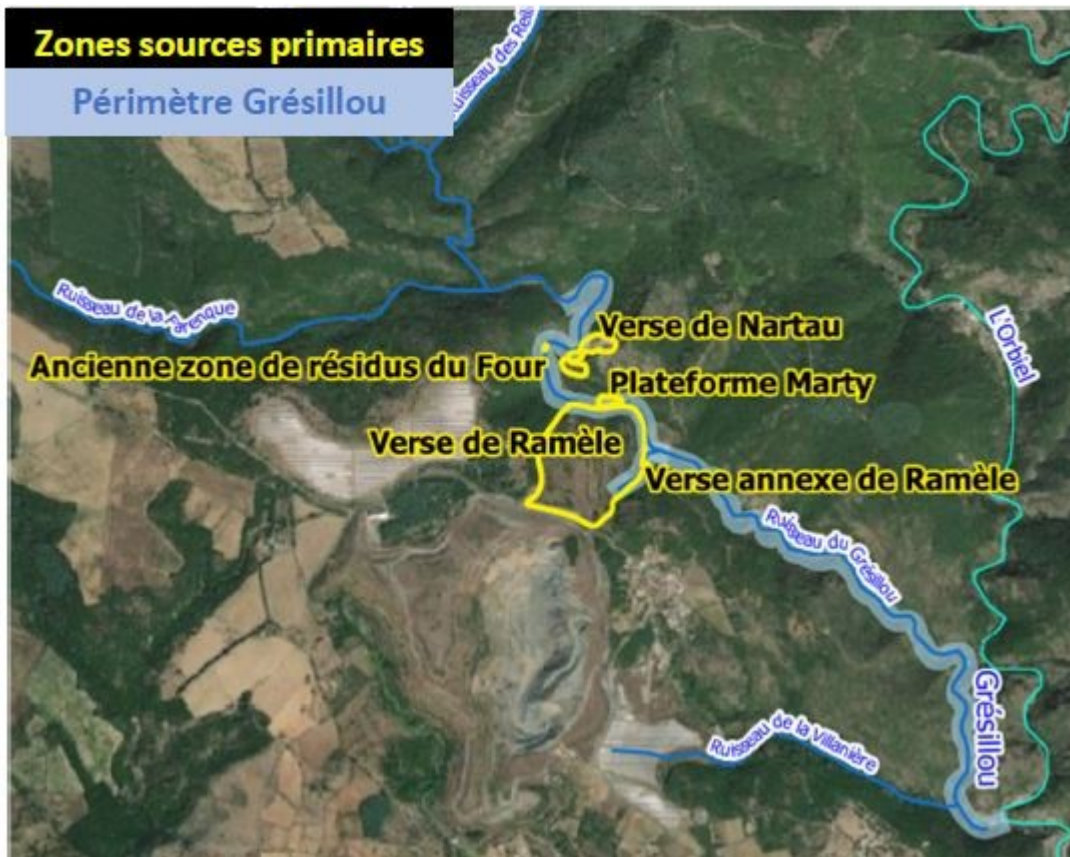 Zones sources primaires
Périmètre Grésillou
Ruisseau des Reils
Ruisseau de la Farenque
Verse de Nartau
L'Orbiel
Ancienne zone de résidus du Four
Plateforme Marty
Verse de Ramèle
Verse annexe de Ramèle
Ruisseau du Grésillou
Grésillou
Ruisseau de la Villanière